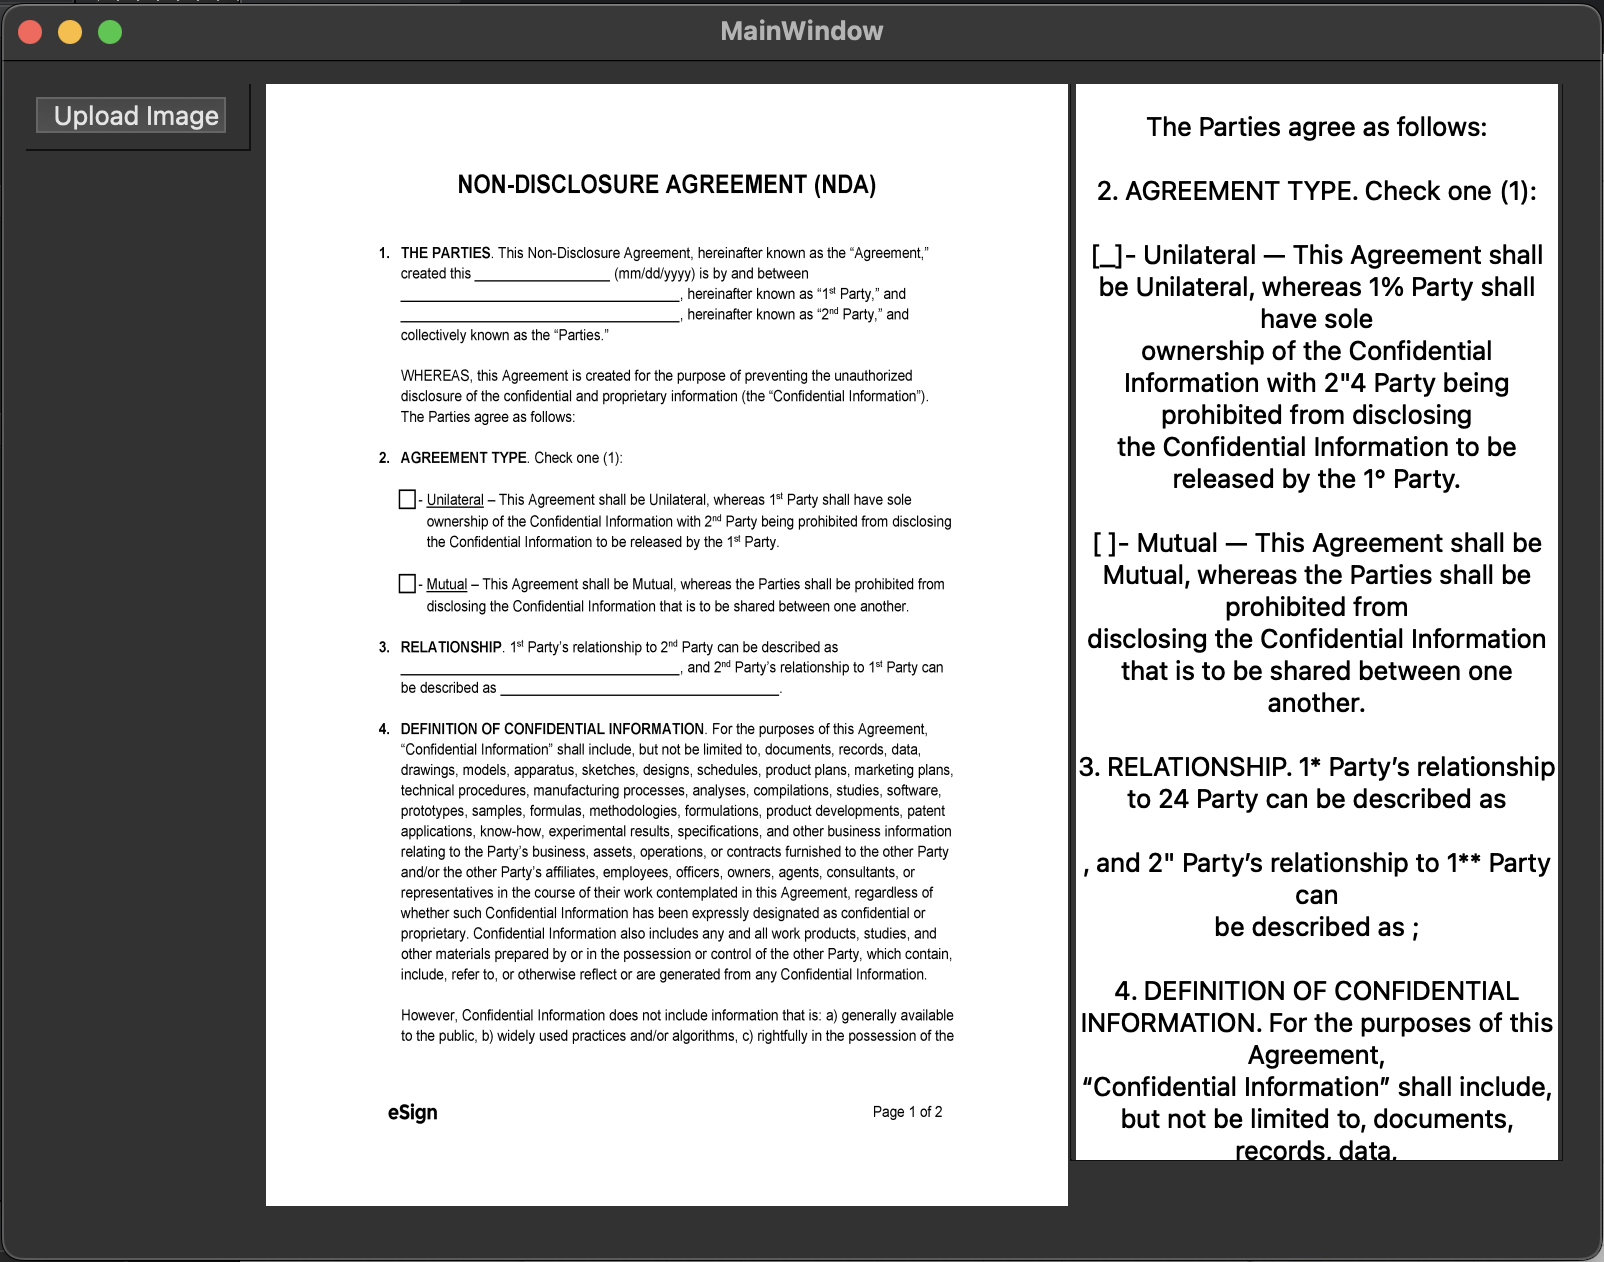 MainWindow
Upload Image
NON-DISCLOSURE AGREEMENT (NDA)
1. THE PARTIES. This Non-Disclosure Agreement, hereinafter known as the “Agreement,”
created this ____________ (mm/dd/yyyy) is by and between
_________________________, hereinafter known as “1st Party,” and
_________________________, hereinafter known as “2nd Party,” and
collectively known as the “Parties.”
WHEREAS, this Agreement is created for the purpose of preventing the unauthorized
disclosure of the confidential and proprietary information (the “Confidential Information”).
The Parties agree as follows:
2. AGREEMENT TYPE. Check one (1):
☐ - Unilateral – This Agreement shall be Unilateral, whereas 1st Party shall have sole
ownership of the Confidential Information with 2nd Party being prohibited from disclosing
the Confidential Information to be released by the 1st Party.
☐ - Mutual – This Agreement shall be Mutual, whereas the Parties shall be prohibited from
disclosing the Confidential Information that is to be shared between one another.
3. RELATIONSHIP. 1st Party’s relationship to 2nd Party can be described as
_________________________, and 2nd Party’s relationship to 1st Party can
be described as _________________________.
4. DEFINITION OF CONFIDENTIAL INFORMATION. For the purposes of this Agreement,
“Confidential Information” shall include, but not be limited to, documents, records, data,
drawings, models, apparatus, sketches, designs, schedules, product plans, marketing plans,
technical procedures, manufacturing processes, analyses, compilations, studies, software,
prototypes, samples, formulas, methodologies, formulations, product developments, patent
applications, know-how, experimental results, specifications, and other business information
relating to the Party’s business, assets, operations, or contracts furnished to the other Party
and/or the other Party’s affiliates, employees, officers, owners, agents, consultants, or
representatives in the course of their work contemplated in this Agreement, regardless of
whether such Confidential Information has been expressly designated as confidential or
proprietary. Confidential Information also includes any and all work products, studies, and
other materials prepared by or in the possession or control of the other Party, which contain,
include, refer to, or otherwise reflect or are generated from any Confidential Information.
However, Confidential Information does not include information that is: a) generally available
to the public, b) widely used practices and/or algorithms, c) rightfully in the possession of the
eSign
Page 1 of 2
The Parties agree as follows:
2. AGREEMENT TYPE. Check one (1):
[_]- Unilateral — This Agreement shall
be Unilateral, whereas 1% Party shall
have sole
ownership of the Confidential
Information with 2"4 Party being
prohibited from disclosing
the Confidential Information to be
released by the 1° Party.
[ ]- Mutual — This Agreement shall be
Mutual, whereas the Parties shall be
prohibited from
disclosing the Confidential Information
that is to be shared between one
another.
3. RELATIONSHIP. 1* Party’s relationship
to 24 Party can be described as
, and 2" Party’s relationship to 1** Party
can
be described as ;
4. DEFINITION OF CONFIDENTIAL
INFORMATION. For the purposes of this
Agreement,
“Confidential Information” shall include,
but not be limited to, documents,
records, data,